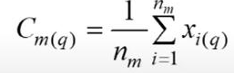 C_{m(q)} = \frac{1}{n_m} \sum_{i=1}^{n_m} x_{i(q)}